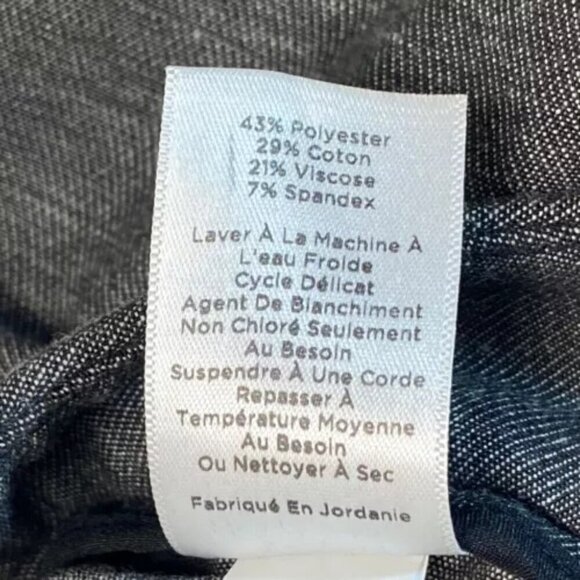 43% Polyester
29% Coton
21% Viscose
7% Spandex
Laver À La Machine À
L'eau Froide
Cycle Délicat
Agent De Blanchiment
Non Chloré Seulement
Au Besoin
Suspendre À Une Corde
Repasser À
Température Moyenne
Au Besoin
Ou Nettoyer À Sec
Fabriqué En Jordanie